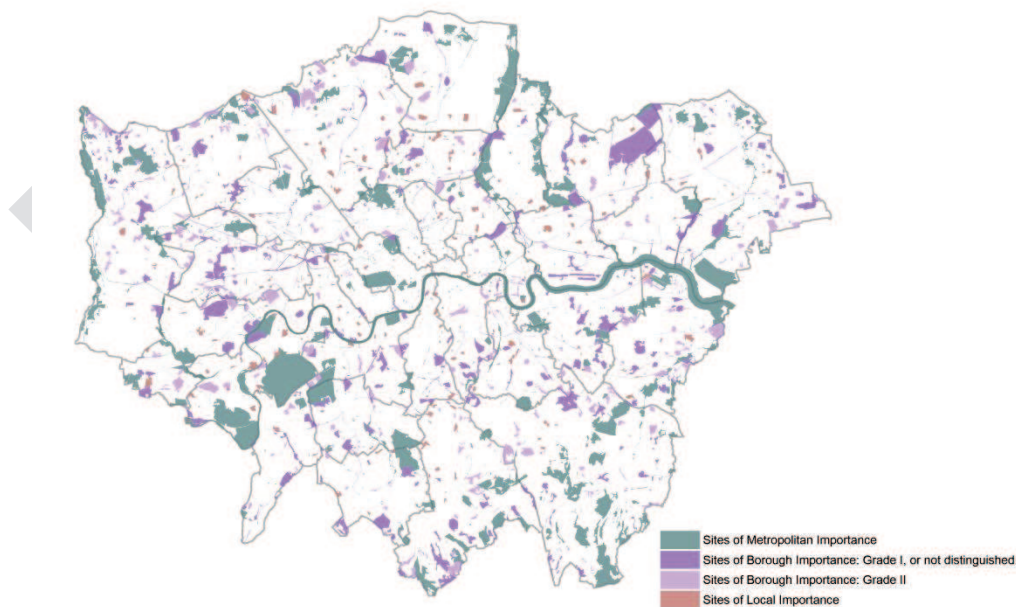 Sites of Metropolitan Importance
Sites of Borough Importance: Grade I, or not distinguished
Sites of Borough Importance: Grade II
Sites of Local Importance